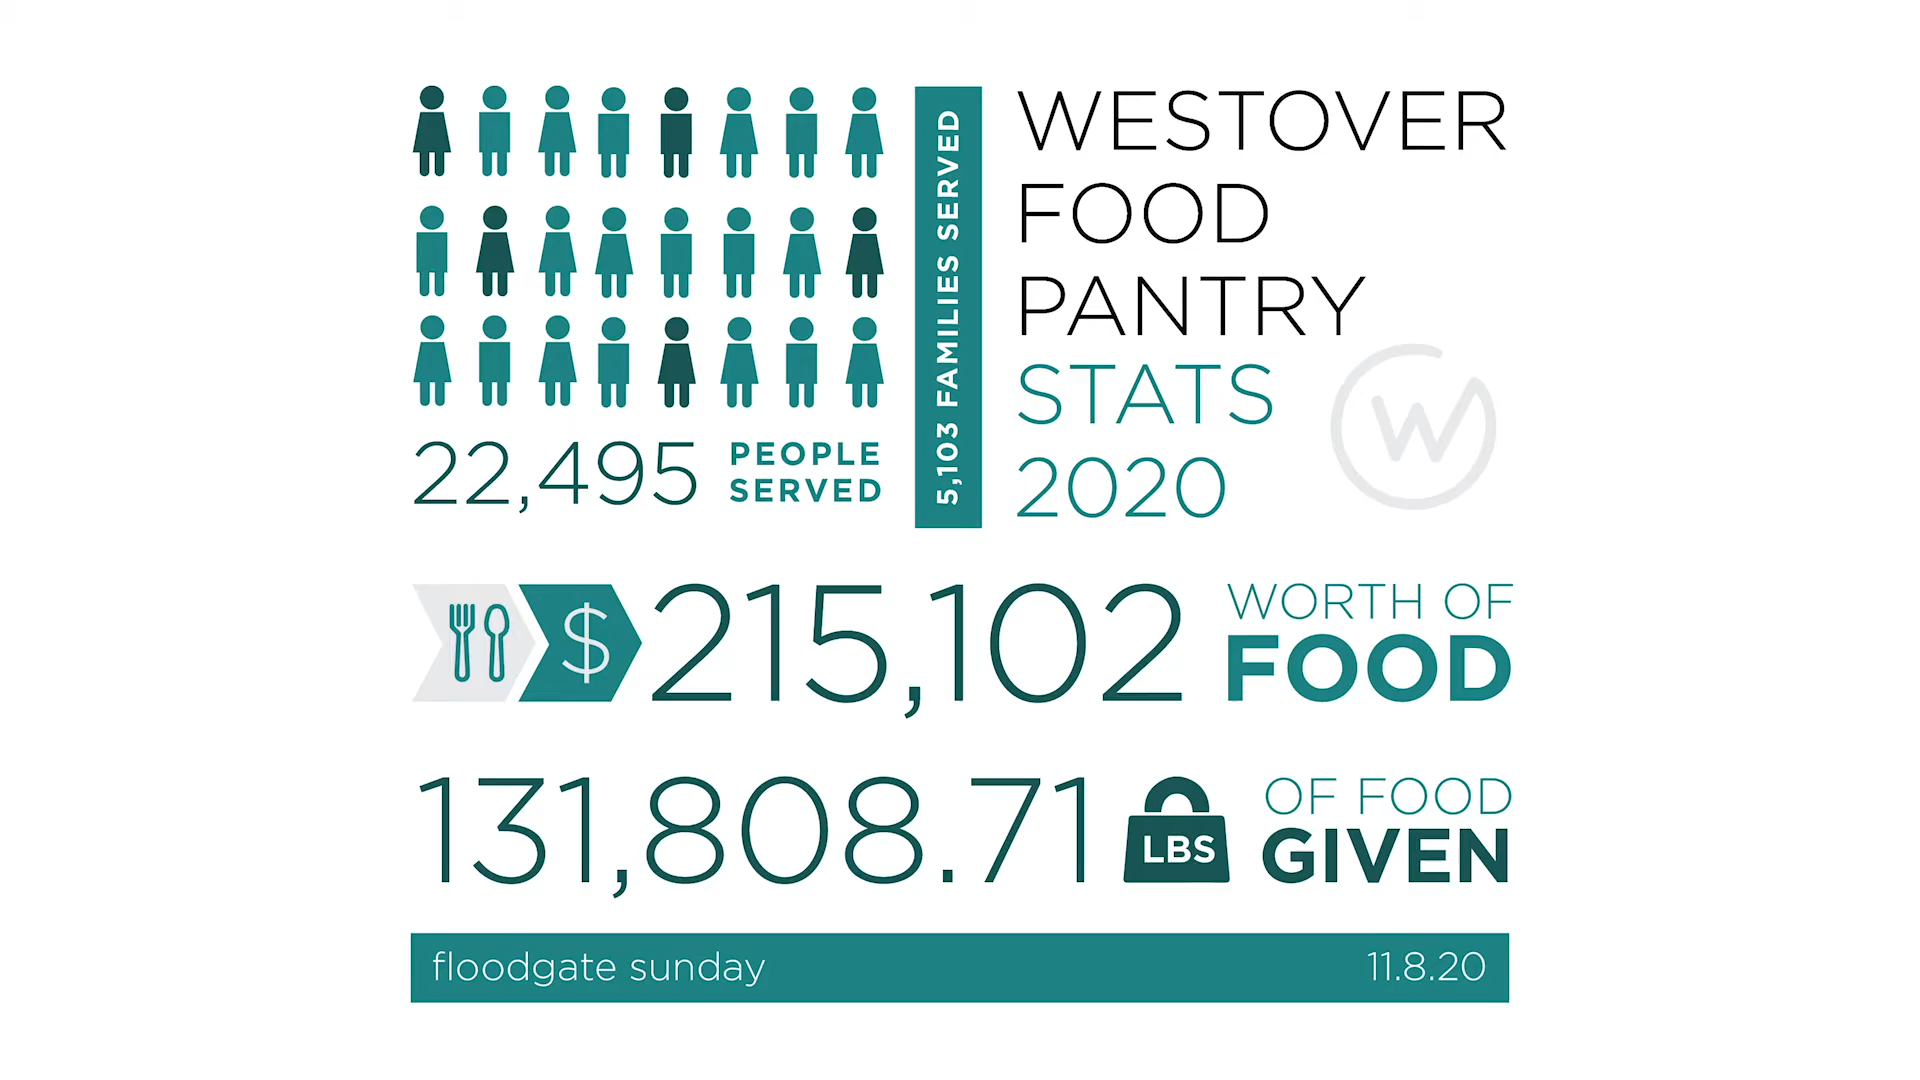 WESTOVER
FOOD
PANTRY
STATS
2020
W
22,495
PEOPLE
SERVED
5,103 FAMILIES SERVED
$ 215,102
WORTH OF
FOOD
131,808.71
LBS
OF FOOD
GIVEN
floodgate sunday
11.8.20